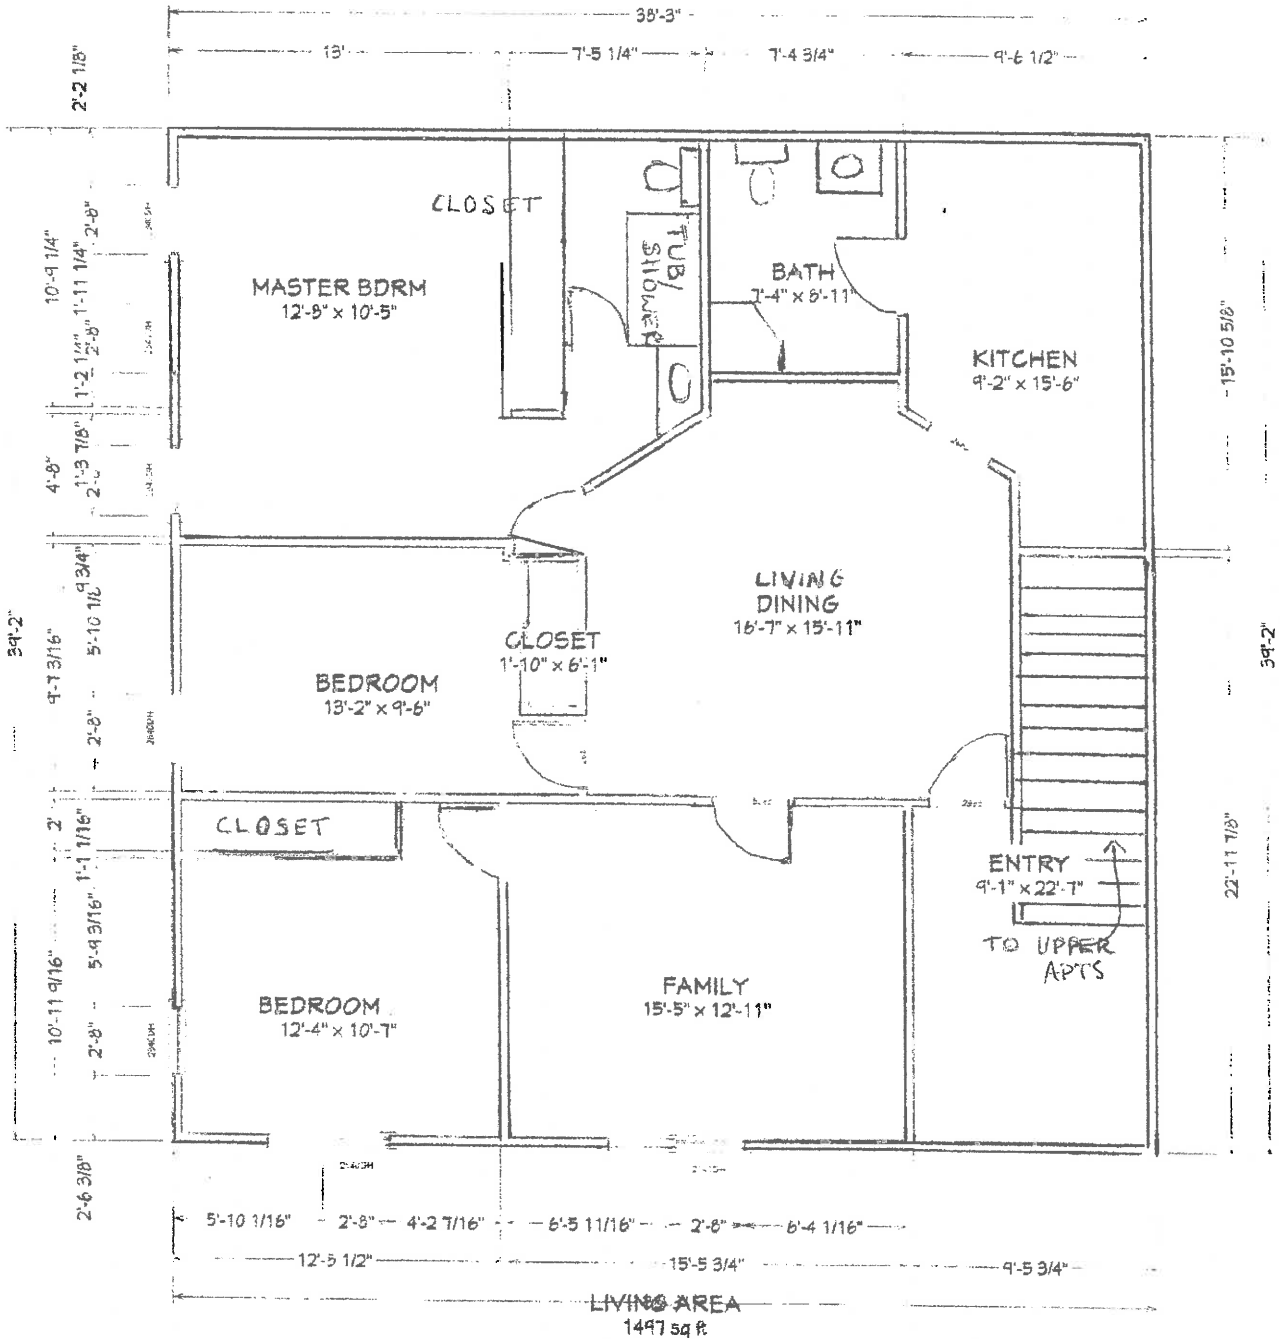 38'-3"
13'
7'-5 1/4"
7'-4 3/4"
9'-6 1/2"
2'-2 1/8"
10'-9 1/4"
2'-8"
1'-11 1/4"
2'-8"
1'-2 1/4"
4'-8"
1'-3 7/8"
9 3/4"
39'-2"
9'-7 3/16"
5'-10 1/2"
2'-8"
2'
1'-1 1/16"
10'-11 9/16"
5'-9 3/16"
2'-8"
2'-6 3/8"
CLOSET
MASTER BDRM
12'-8" x 10'-5"
TUB/
SHOWER
BATH
7'-4" x 8'-11"
KITCHEN
9'-2" x 15'-6"
15'-10 5/8"
LIVING
DINING
16'-7" x 15'-11"
39'-2"
CLOSET
1'-10" x 6'-1"
BEDROOM
13'-2" x 9'-6"
CLOSET
ENTRY
9'-1" x 22'-7"
22'-11 7/8"
TO UPPER
APTS
FAMILY
15'-5" x 12'-11"
BEDROOM
12'-4" x 10'-7"
5'-10 1/16"
2'-8"
4'-2 7/16"
6'-5 11/16"
2'-8"
6'-4 1/16"
12'-8 1/2"
15'-5 3/4"
9'-5 3/4"
LIVING AREA
1497 sq ft